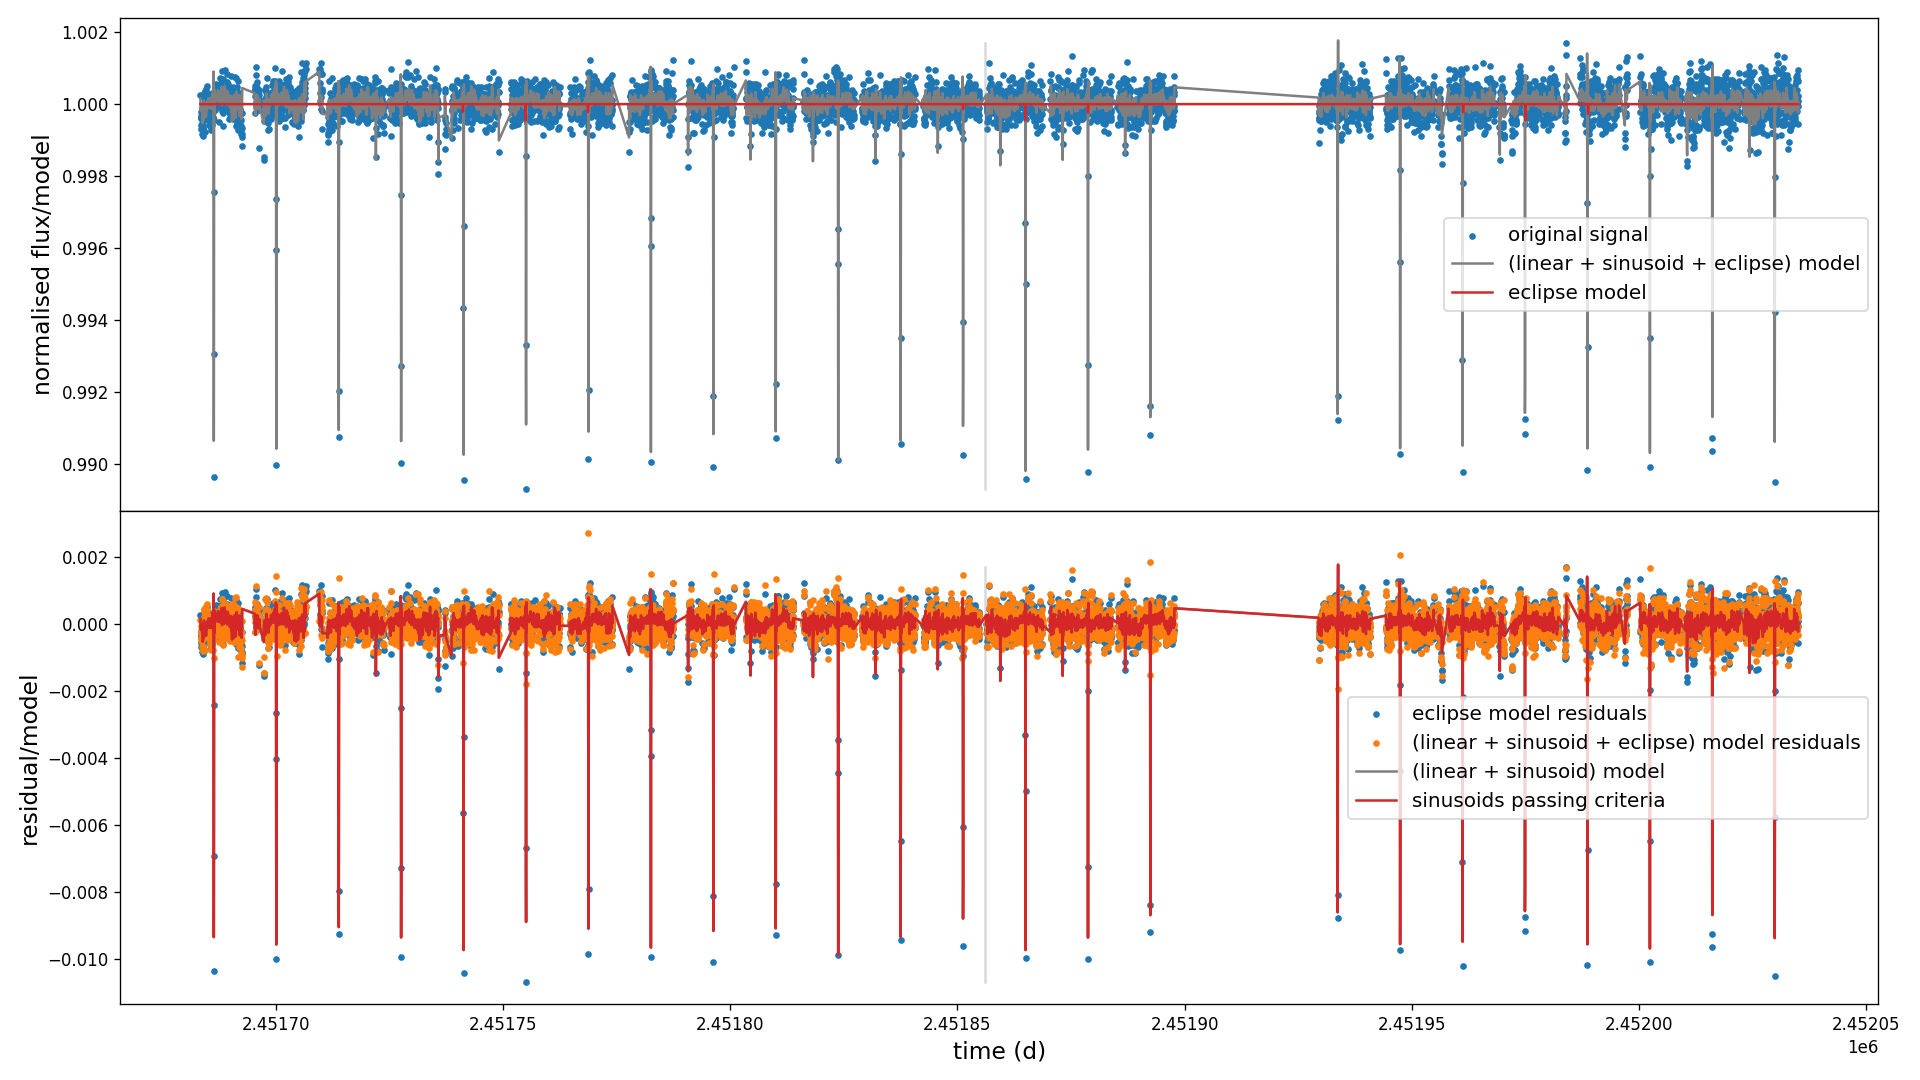 1.002
1.000
0.998
0.996
0.994
0.992
0.990
normalised flux/model
original signal
(linear + sinusoid + eclipse) model
eclipse model
0.002
0.000
−0.002
−0.004
−0.006
−0.008
−0.010
residual/model
eclipse model residuals
(linear + sinusoid + eclipse) model residuals
(linear + sinusoid) model
sinusoids passing criteria
2.45170
2.45175
2.45180
2.45185
2.45190
2.45195
2.45200
2.45205
1e6
time (d)